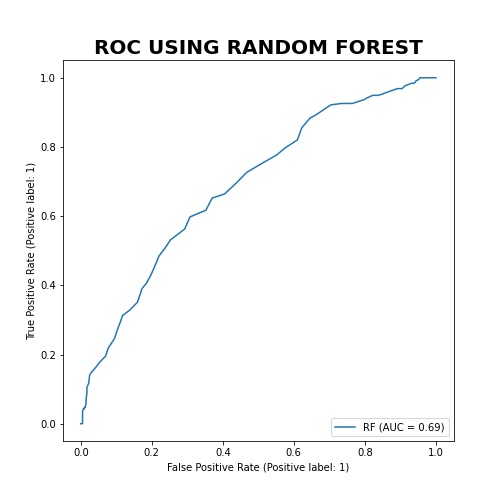 ROC USING RANDOM FOREST
True Positive Rate (Positive label: 1)
1.0
0.8
0.6
0.4
0.2
0.0
RF (AUC = 0.69)
0.0 0.2 0.4 0.6 0.8 1.0
False Positive Rate (Positive label: 1)